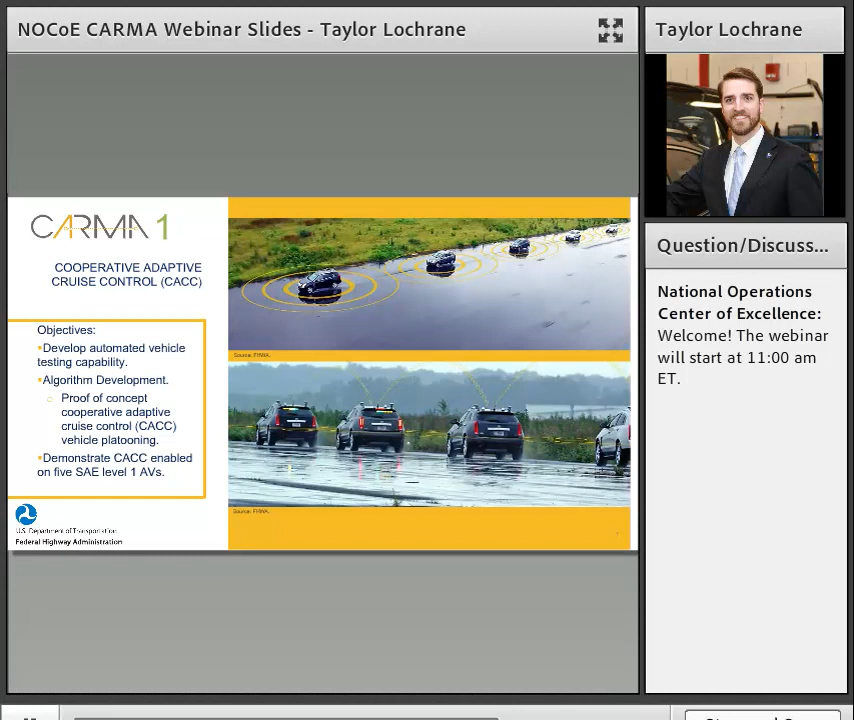 NOCoE CARMA Webinar Slides - Taylor Lochrane
Taylor Lochrane
CARMA 1
COOPERATIVE ADAPTIVE
CRUISE CONTROL (CACC)
Objectives:
▪Develop automated vehicle
testing capability.
▪Algorithm Development.
○ Proof of concept
cooperative adaptive
cruise control (CACC)
vehicle platooning.
▪Demonstrate CACC enabled
on five SAE level 1 AVs.
U.S. Department of Transportation
Federal Highway Administration
Source: FHWA.
Source: FHWA.
Question/Discuss...
National Operations
Center of Excellence:
Welcome! The webinar
will start at 11:00 am
ET.